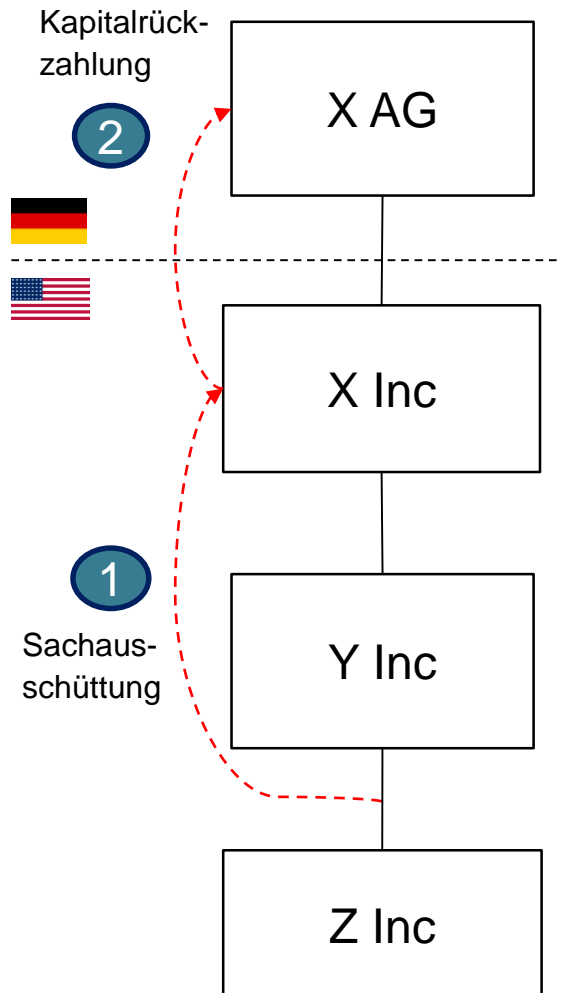 Kapitalrück-
zahlung
2
X AG
X Inc
1
Sachaus-
schüttung
Y Inc
Z Inc